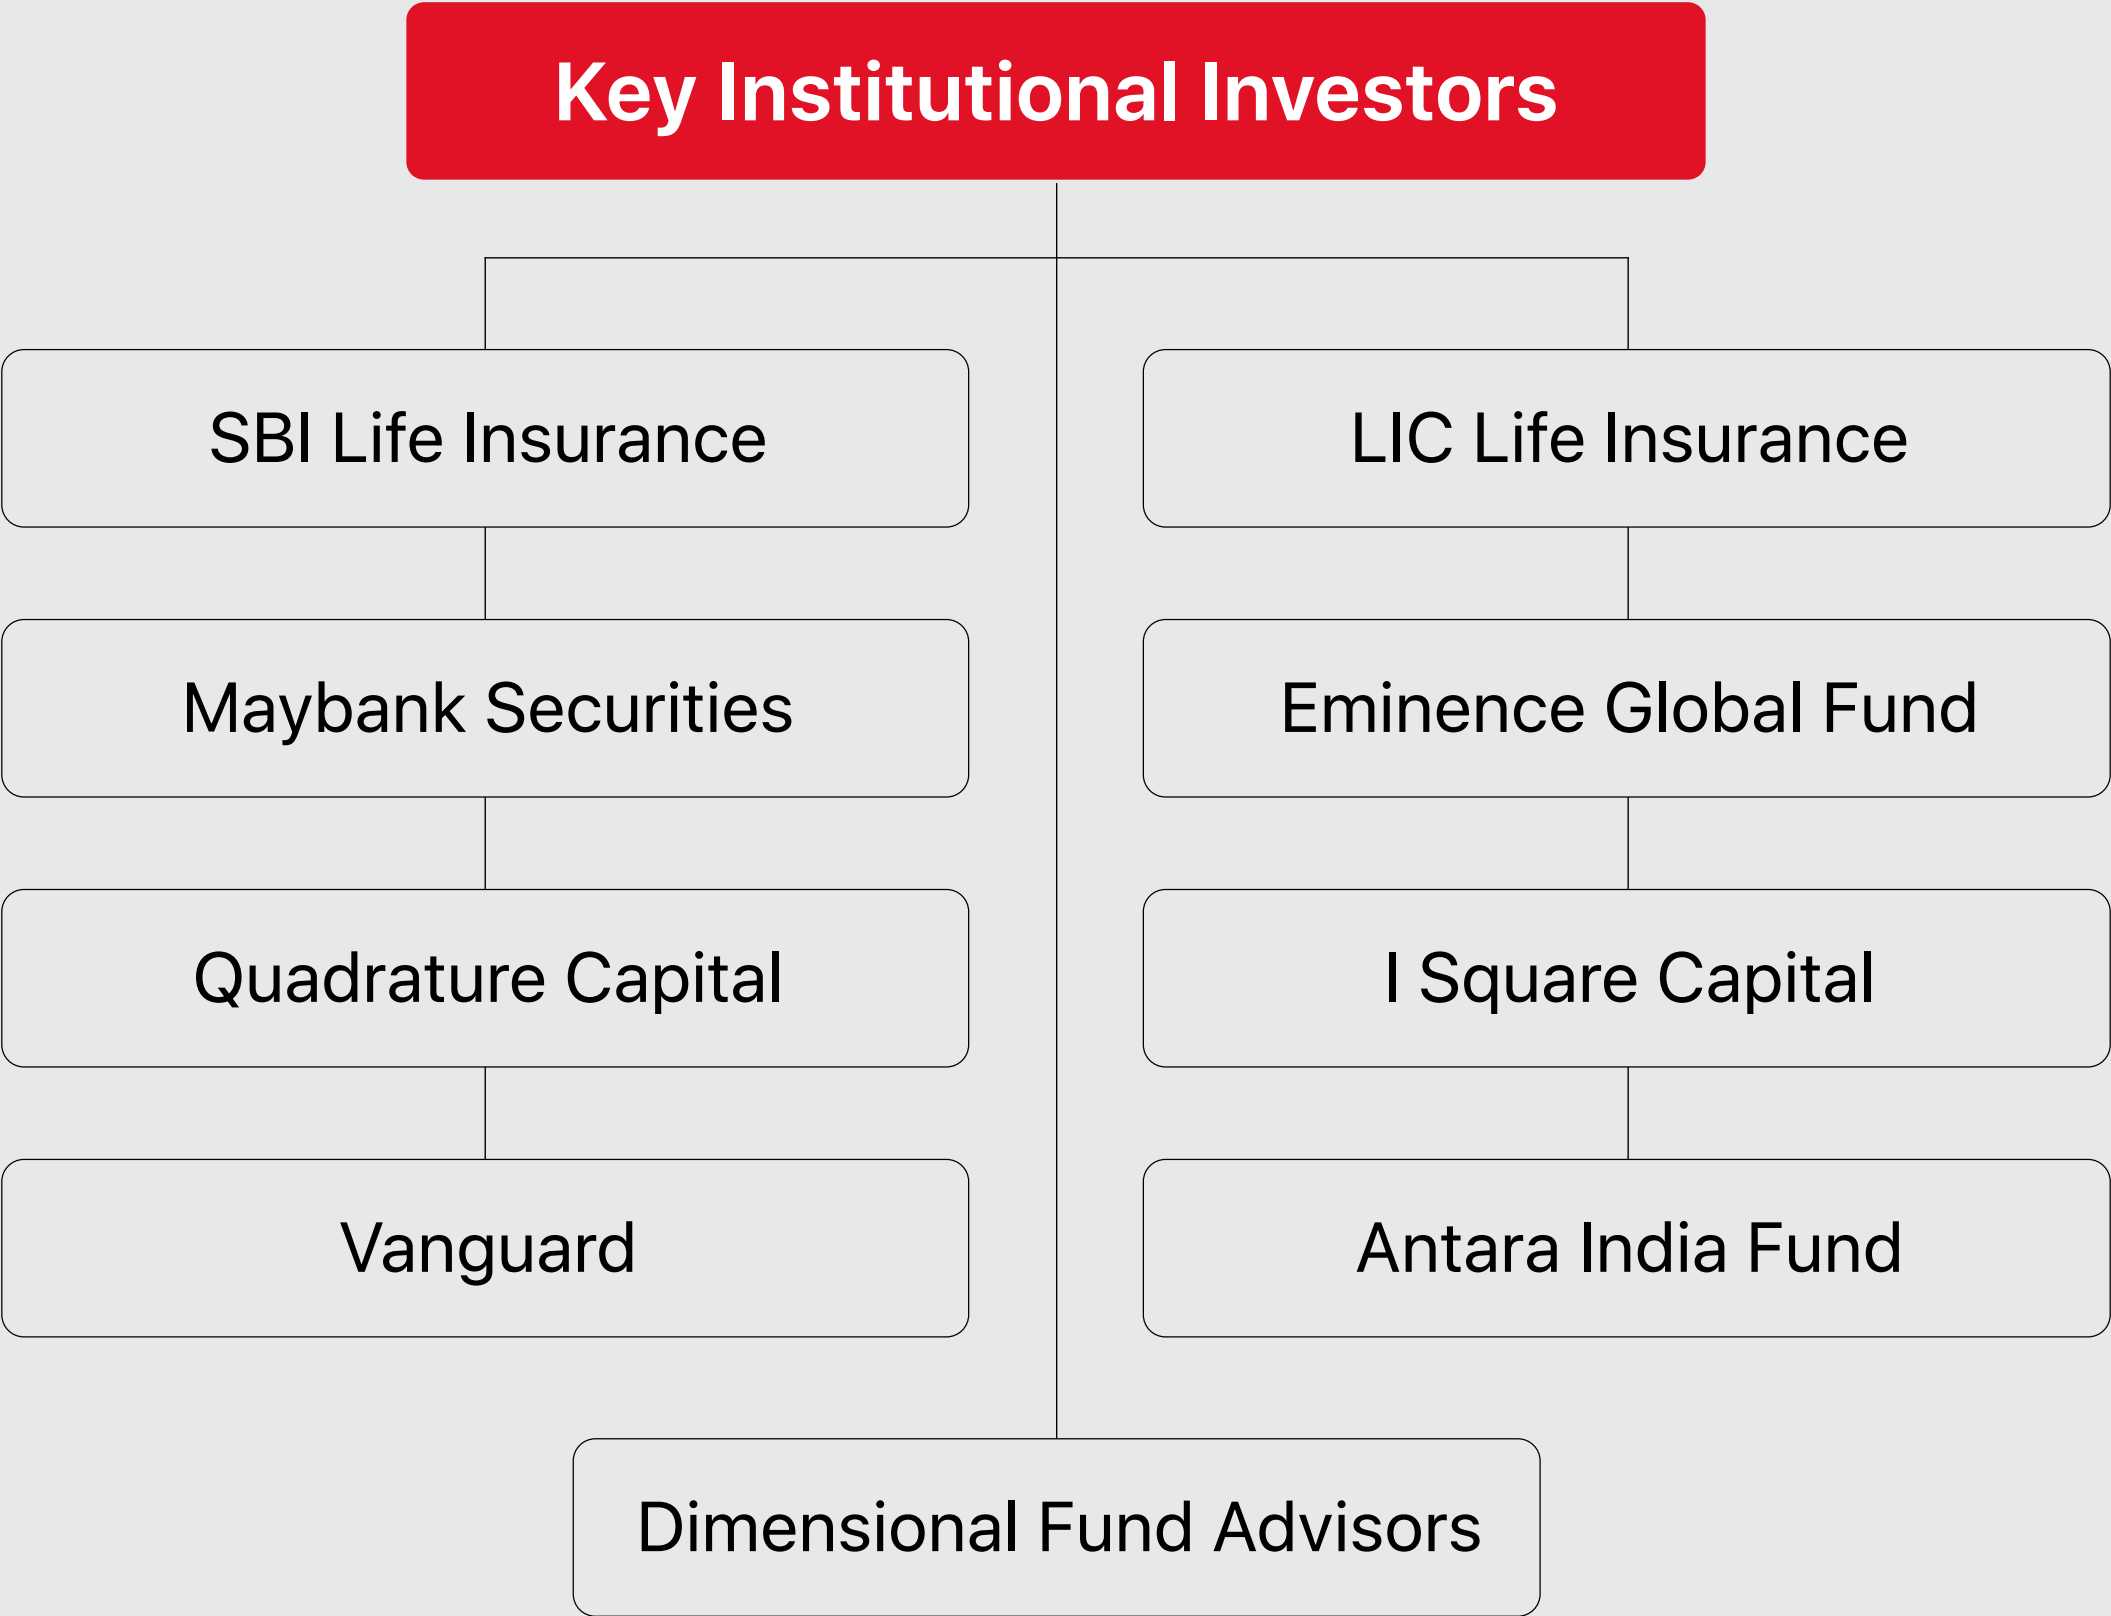 Key Institutional Investors
SBI Life Insurance
LIC Life Insurance
Maybank Securities
Eminence Global Fund
Quadrature Capital
I Square Capital
Vanguard
Antara India Fund
Dimensional Fund Advisors